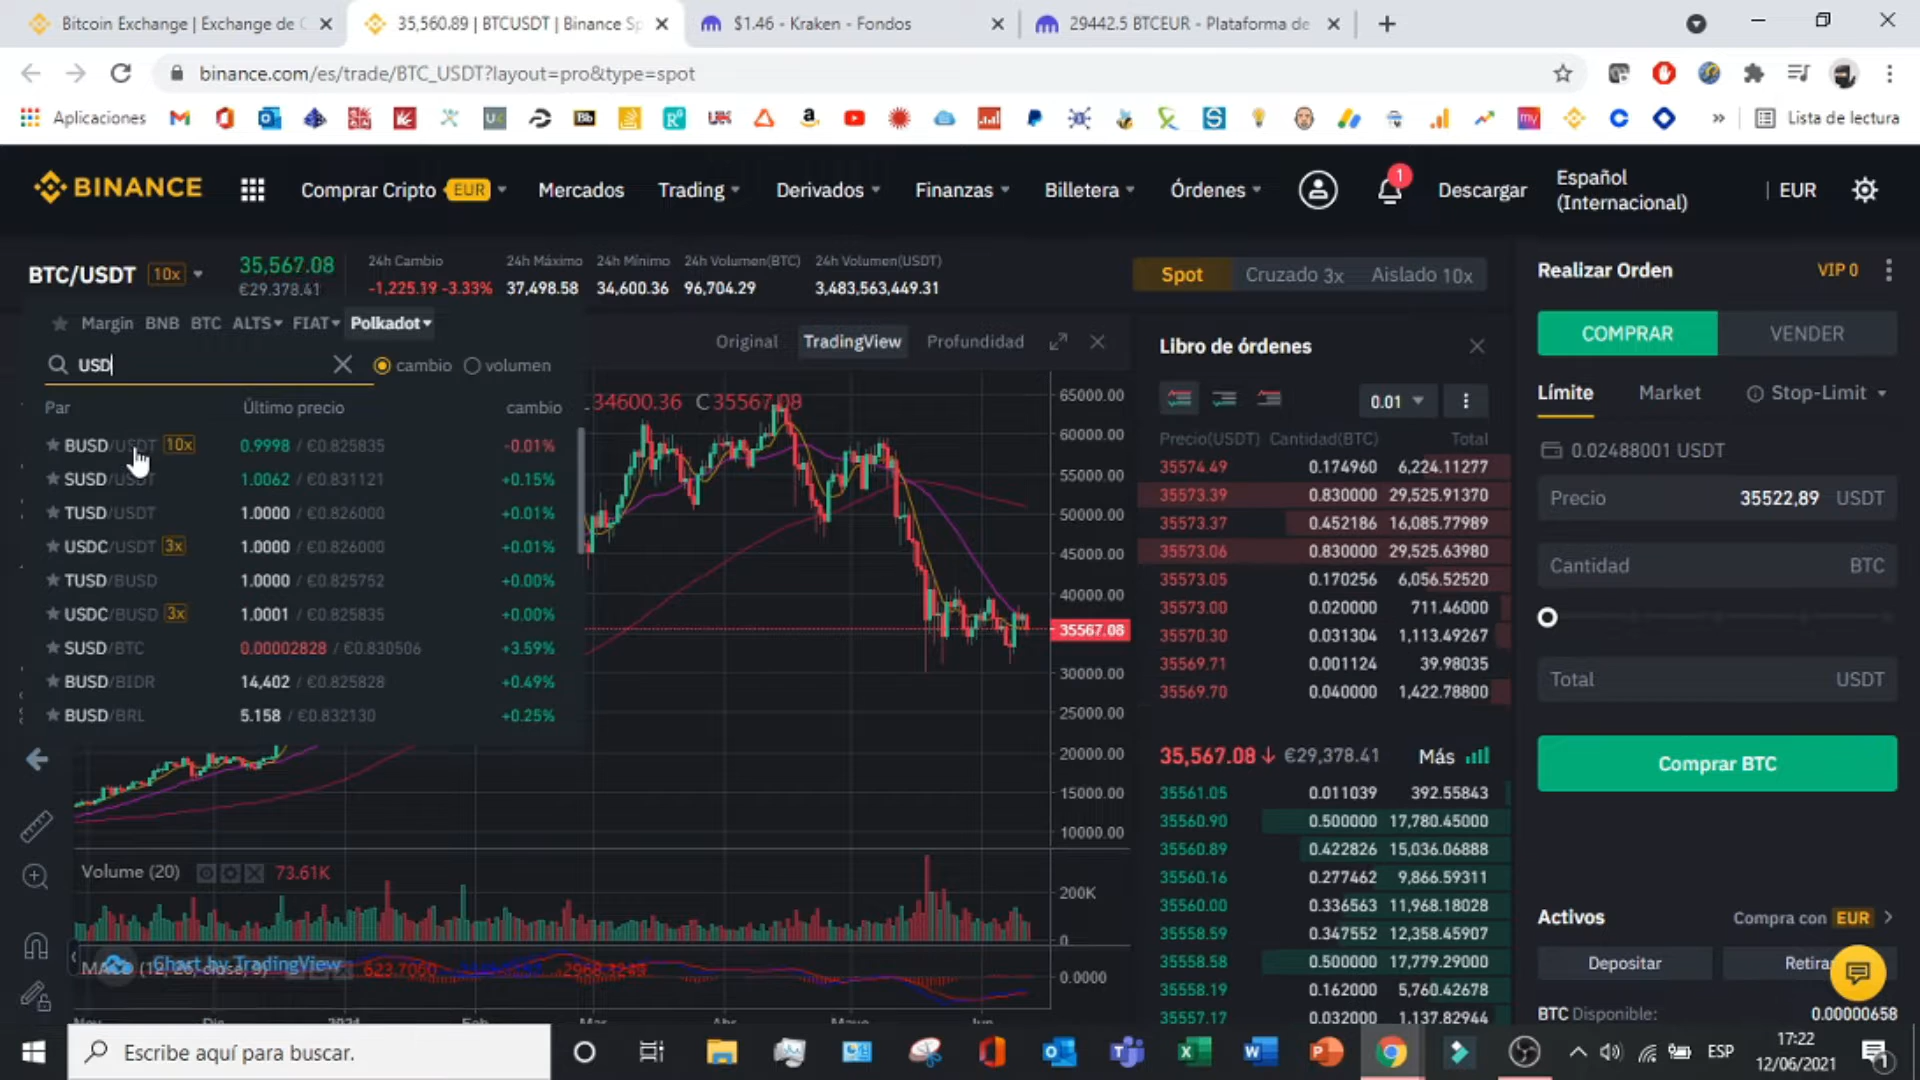 Bitcoin Exchange | Exchange de C
35,560.89 | BTCUSDT | Binance Sp
$1.46 - Kraken - Fondos
29442.5 BTCEUR - Plataforma de
binance.com/es/trade/BTC_USDT?layout=pro&type=spot
Aplicaciones
Lista de lectura
BINANCE
Comprar Cripto EUR
Mercados
Trading
Derivados
Finanzas
Billetera
Órdenes
1
Descargar
Español
(Internacional)
EUR
BTC/USDT 10x
35,567.08
€29.378.41
24h Cambio
-1,225.19 -3.33%
24h Máximo
37,498.58
24h Mínimo
34,600.36
24h Volumen(BTC)
96,704.29
24h Volumen(USDT)
3,483,563,449.31
Spot Cruzado 3x Aislado 10x
Margin BNB BTC ALTS FIAT Polkadot
USD
cambio volumen
Par Último precio cambio
BUSD/USDT 10x 0.9998 / €0.825835 -0.01%
SUSD/USDT 1.0062 / €0.831121 +0.15%
TUSD/USDT 1.0000 / €0.826000 +0.01%
USDC/USDT 3x 1.0000 / €0.826000 +0.01%
TUSD/BUSD 1.0000 / €0.825752 +0.00%
USDC/BUSD 3x 1.0001 / €0.825835 +0.00%
SUSD/BTC 0.00002828 / €0.830506 +3.59%
BUSD/BIDR 14,402 / €0.825828 +0.49%
BUSD/BRL 5.158 / €0.832130 +0.25%
Original TradingView Profundidad
34600.36 C35567.08
65000.00
60000.00
55000.00
50000.00
45000.00
40000.00
35567.08
30000.00
25000.00
20000.00
15000.00
10000.00
Volume (20) 73.61K
200K
0
Chart by TradingView
0.0000
Nov Dic 2021 Feb Mar Abr Mayo Jun
Libro de órdenes
0.01
Precio(USDT) Cantidad(BTC) Total
35574.49 0.174960 6,224.11277
35573.39 0.830000 29,525.91370
35573.37 0.452186 16,085.77989
35573.06 0.830000 29,525.63980
35573.05 0.170256 6,056.52520
35573.00 0.020000 711.46000
35570.30 0.031304 1,113.49267
35569.71 0.001124 39.98035
35569.70 0.040000 1,422.78800
35,567.08↓ €29,378.41 Más
35561.05 0.011039 392.55843
35560.90 0.500000 17,780.45000
35560.89 0.422826 15,036.06888
35560.16 0.277462 9,866.59311
35560.00 0.336563 11,968.18028
35558.59 0.347552 12,358.45907
35558.58 0.500000 17,779.29000
35558.19 0.162000 5,760.42678
35557.17 0.032000 1,137.82944
Realizar Orden VIP 0
COMPRAR VENDER
Límite Market Stop-Limit
0.02488001 USDT
Precio 35522,89 USDT
Cantidad BTC
Total USDT
Comprar BTC
Activos Compra con EUR
Depositar Retirar
BTC Disponible: 0.00000658
Escribe aquí para buscar.
ESP
17:22
12/06/2021
1